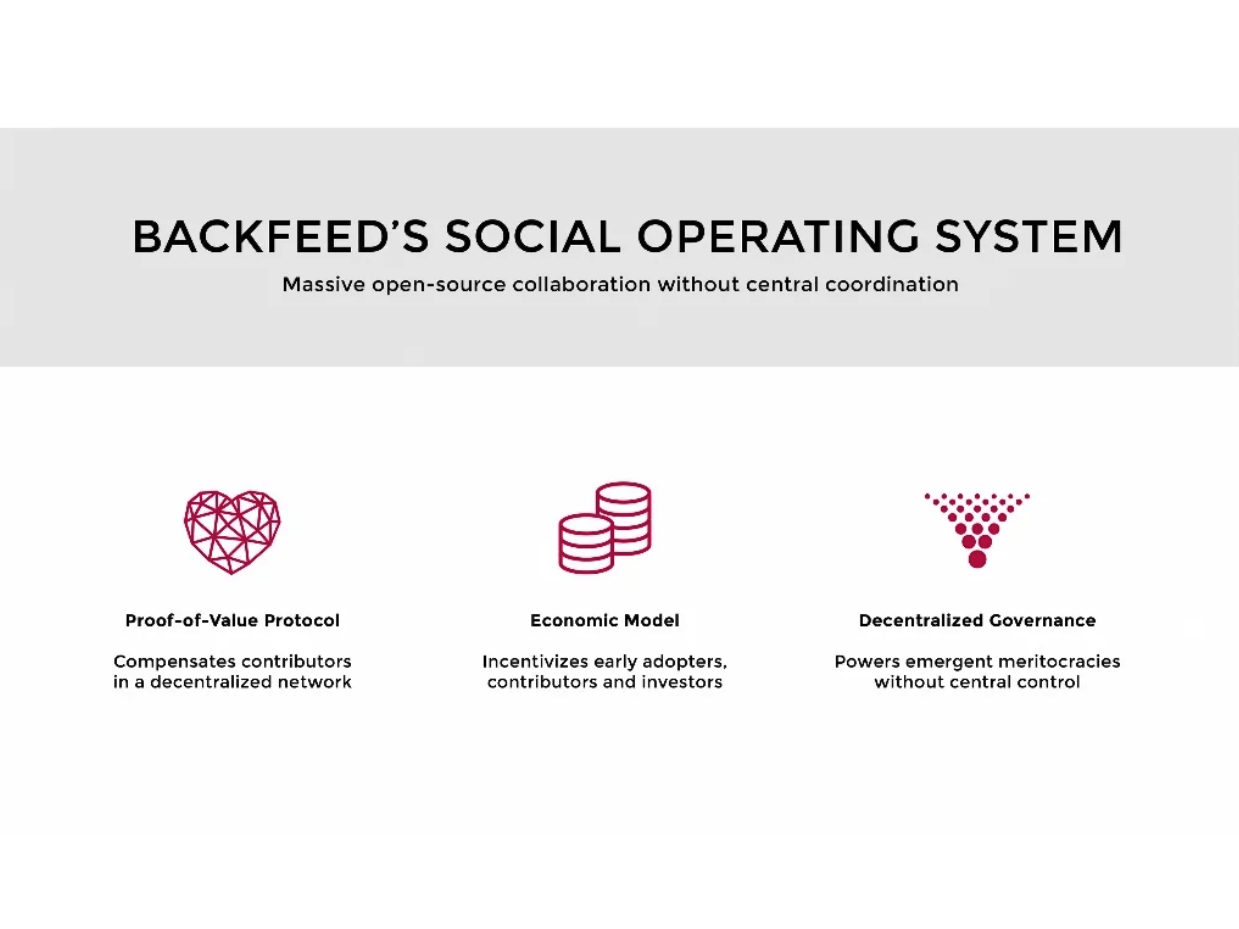 BACKFEED’S SOCIAL OPERATING SYSTEM
Massive open-source collaboration without central coordination
Proof-of-Value Protocol
Compensates contributors
in a decentralized network
Economic Model
Incentivizes early adopters,
contributors and investors
Decentralized Governance
Powers emergent meritocracies
without central control